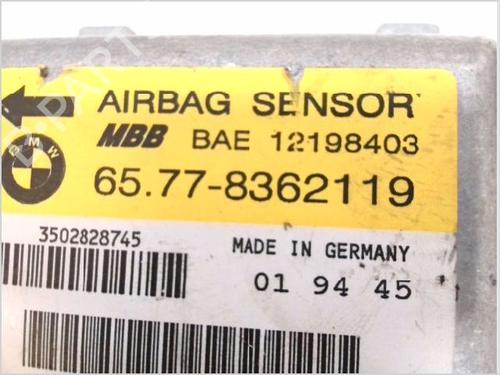 AIRBAG SENSOR
MBB BAE 12198403
BMW
65.77-8362119
3502828745
MADE IN GERMANY
01 94 45